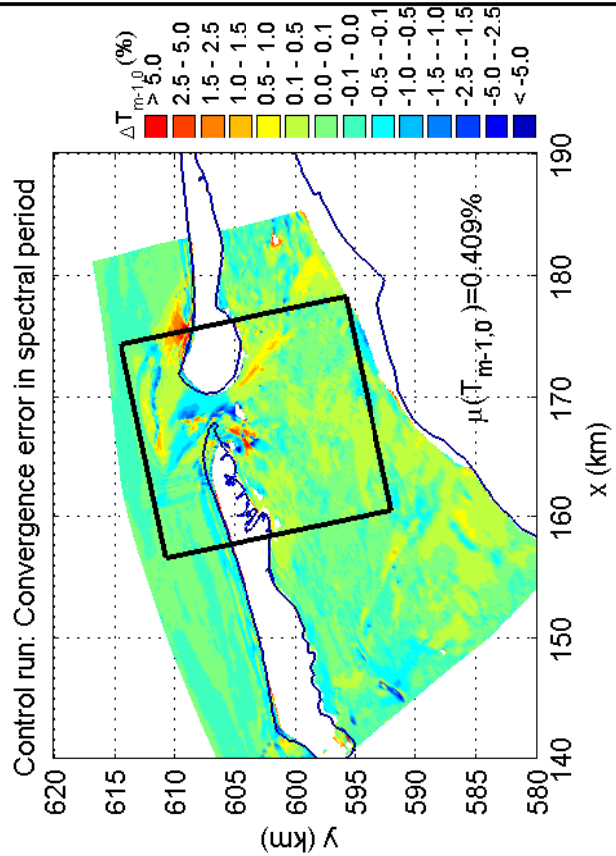 Control run: Convergence error in spectral period
620
610
605
600
595
590
585
580
y (km)
140
150
160
170
180
190
x (km)
μ(Tm-1,0)=0.409%
ΔTm-1,0 (%)
> 5.0
2.5 - 5.0
1.5 - 2.5
1.0 - 1.5
0.5 - 1.0
0.1 - 0.5
0.0 - 0.1
-0.1 - 0.0
-0.5 - -0.1
-1.0 - -0.5
-1.5 - -1.0
-2.5 - -1.5
-5.0 - -2.5
< -5.0